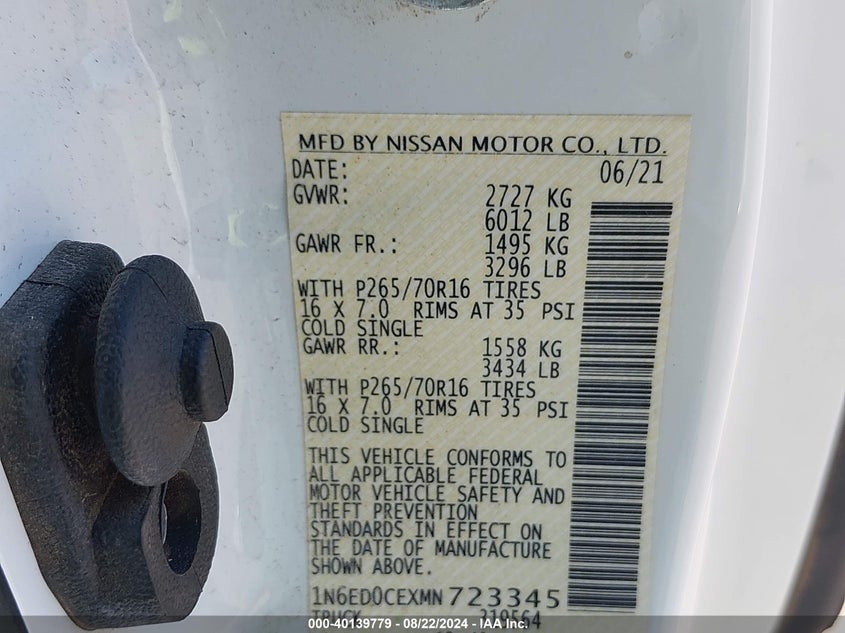 MFD BY NISSAN MOTOR CO., LTD.
DATE: 06/21
GVWR: 2727 KG
6012 LB
GAWR FR.: 1495 KG
3296 LB
WITH P265/70R16 TIRES
16 X 7.0 RIMS AT 35 PSI
COLD SINGLE
GAWR RR.: 1558 KG
3434 LB
WITH P265/70R16 TIRES
16 X 7.0 RIMS AT 35 PSI
COLD SINGLE
THIS VEHICLE CONFORMS TO
ALL APPLICABLE FEDERAL
MOTOR VEHICLE SAFETY AND
THEFT PREVENTION
STANDARDS IN EFFECT ON
THE DATE OF MANUFACTURE
SHOWN ABOVE.
1N6ED0CEXMN723345
TRUCK 210564
000-40139779 - 08/22/2024 - IAA Inc.